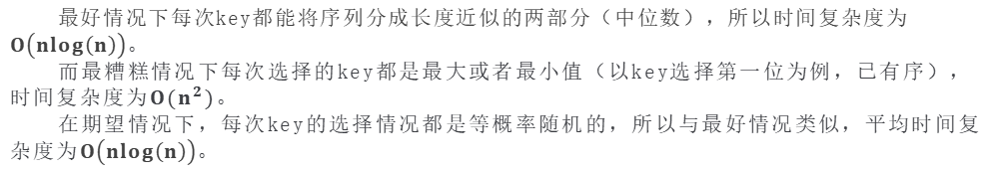 最好情况下每次key都能将序列分成长度近似的两部分（中位数），所以时间复杂度为
O(nlog(n))。
而最糟糕情况下每次选择的key都是最大或者最小值（以key选择第一位为例，已有序），
时间复杂度为O(n²)。
在期望情况下，每次key的选择情况都是等概率随机的，所以与最好情况类似，平均时间复
杂度为O(nlog(n))。